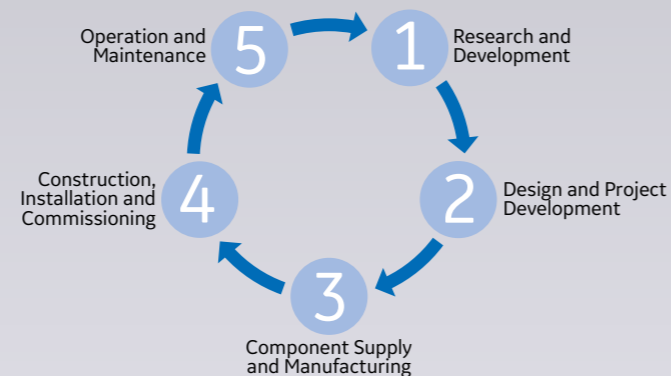 1
Research and
Development
2
Design and Project
Development
3
Component Supply
and Manufacturing
4
Construction,
Installation and
Commissioning
5
Operation and
Maintenance